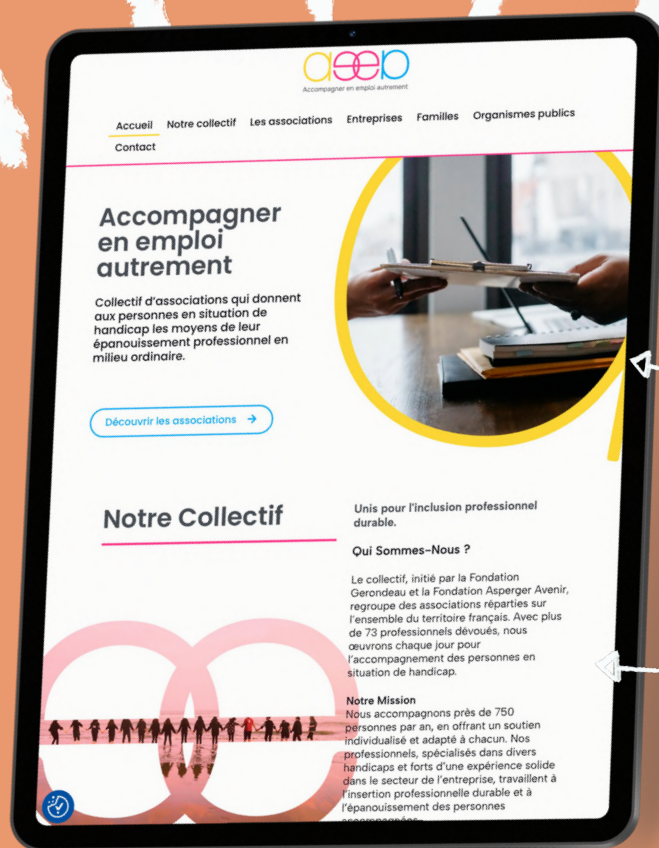 aeep
Accompagner en emploi autrement
Accueil Notre collectif Les associations Entreprises Familles Organismes publics
Contact
Accompagner
en emploi
autrement
Collectif d'associations qui donnent
aux personnes en situation de
handicap les moyens de leur
épanouissement professionnel en
milieu ordinaire.
Découvrir les associations →
Notre Collectif
Unis pour l'inclusion professionnel
durable.
Qui Sommes-Nous ?
Le collectif, initié par la Fondation
Gerondeau et la Fondation Asperger Avenir,
regroupe des associations réparties sur
l'ensemble du territoire français. Avec plus
de 73 professionnels dévoués, nous
œuvrons chaque jour pour
l'accompagnement des personnes en
situation de handicap.
Notre Mission
Nous accompagnons près de 750
personnes par an, en offrant un soutien
individualisé et adapté à chacun. Nos
professionnels, spécialisés dans divers
handicaps et forts d'une expérience solide
dans le secteur de l'entreprise, travaillent à
l'insertion professionnelle durable et à
l'épanouissement des personnes
accompagnées.